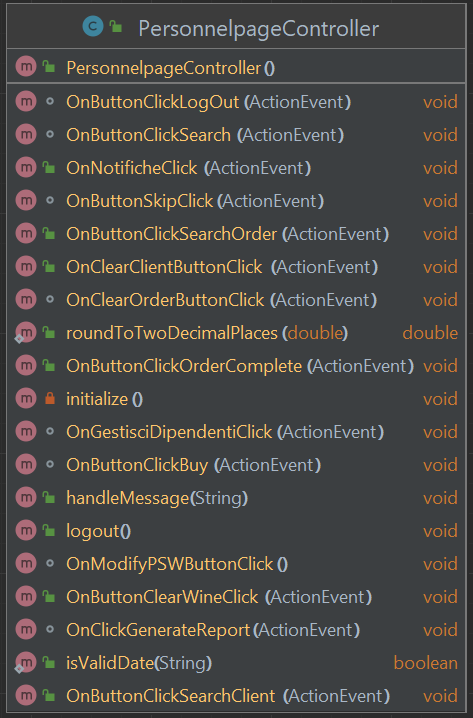 PersonnelpageController
PersonnelpageController()
OnButtonClickLogOut (ActionEvent) void
OnButtonClickSearch (ActionEvent) void
OnNotificheClick (ActionEvent) void
OnButtonSkipClick (ActionEvent) void
OnButtonClickSearchOrder (ActionEvent) void
OnClearClientButtonClick (ActionEvent) void
OnClearOrderButtonClick (ActionEvent) void
roundToTwoDecimalPlaces (double) double
OnButtonClickOrderComplete (ActionEvent) void
initialize () void
OnGestisciDipendentiClick (ActionEvent) void
OnButtonClickBuy (ActionEvent) void
handleMessage(String) void
logout() void
OnModifyPSWButtonClick() void
OnButtonClearWineClick (ActionEvent) void
OnClickGenerateReport(ActionEvent) void
isValidDate(String) boolean
OnButtonClickSearchClient (ActionEvent) void